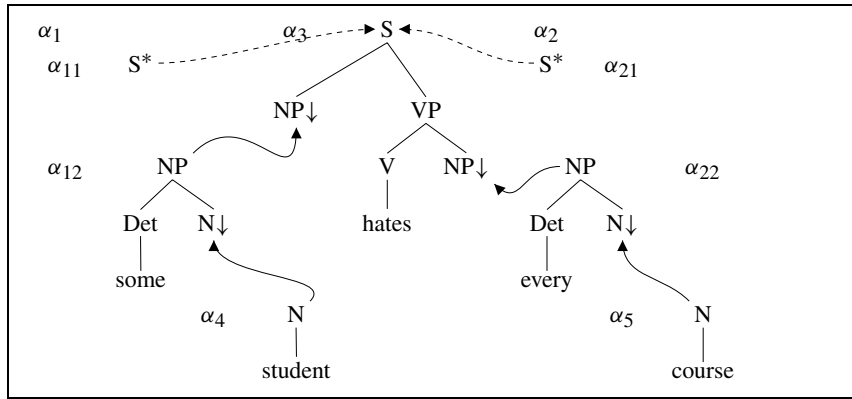 α1 α3 S α2
α11 S* S* α21
NP↓ VP
α12 NP V NP↓ NP α22
Det N↓ hates Det N↓
some every
α4 N α5 N
student course